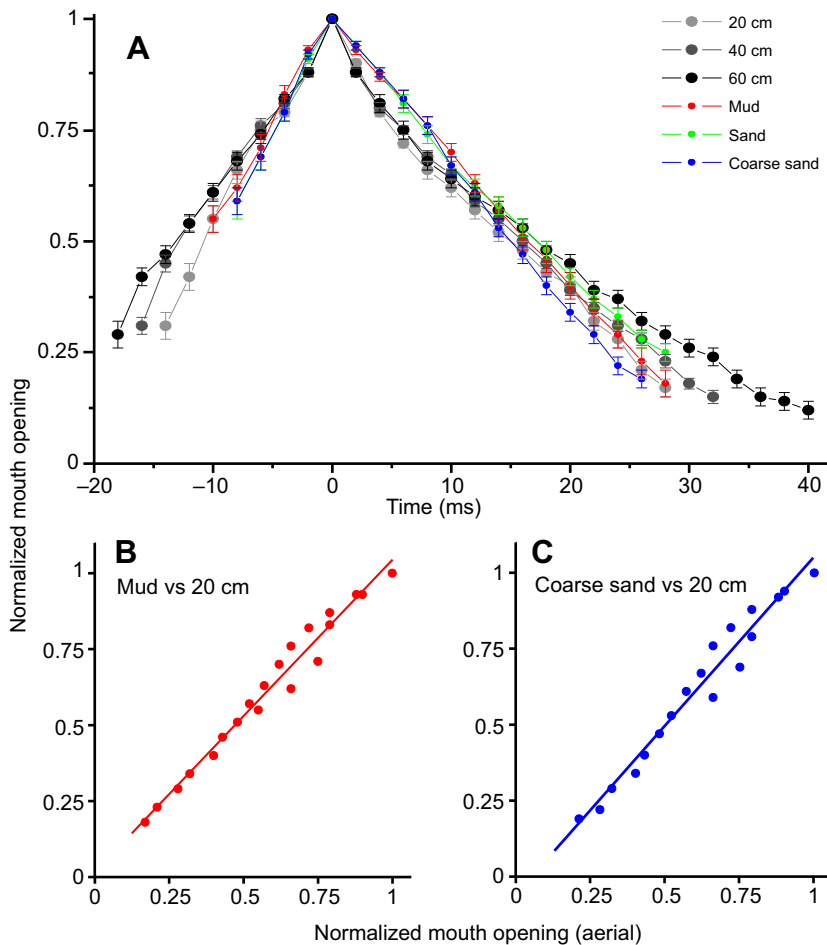 A
20 cm
40 cm
60 cm
Mud
Sand
Coarse sand
1
0.75
0.5
0.25
0
–20
–10
0
10
20
30
40
Time (ms)
Normalized mouth opening
B
Mud vs 20 cm
1
0.75
0.5
0.25
0
0
0.25
0.5
0.75
1
C
Coarse sand vs 20 cm
1
0.75
0.5
0.25
0
0
0.25
0.5
0.75
1
Normalized mouth opening (aerial)